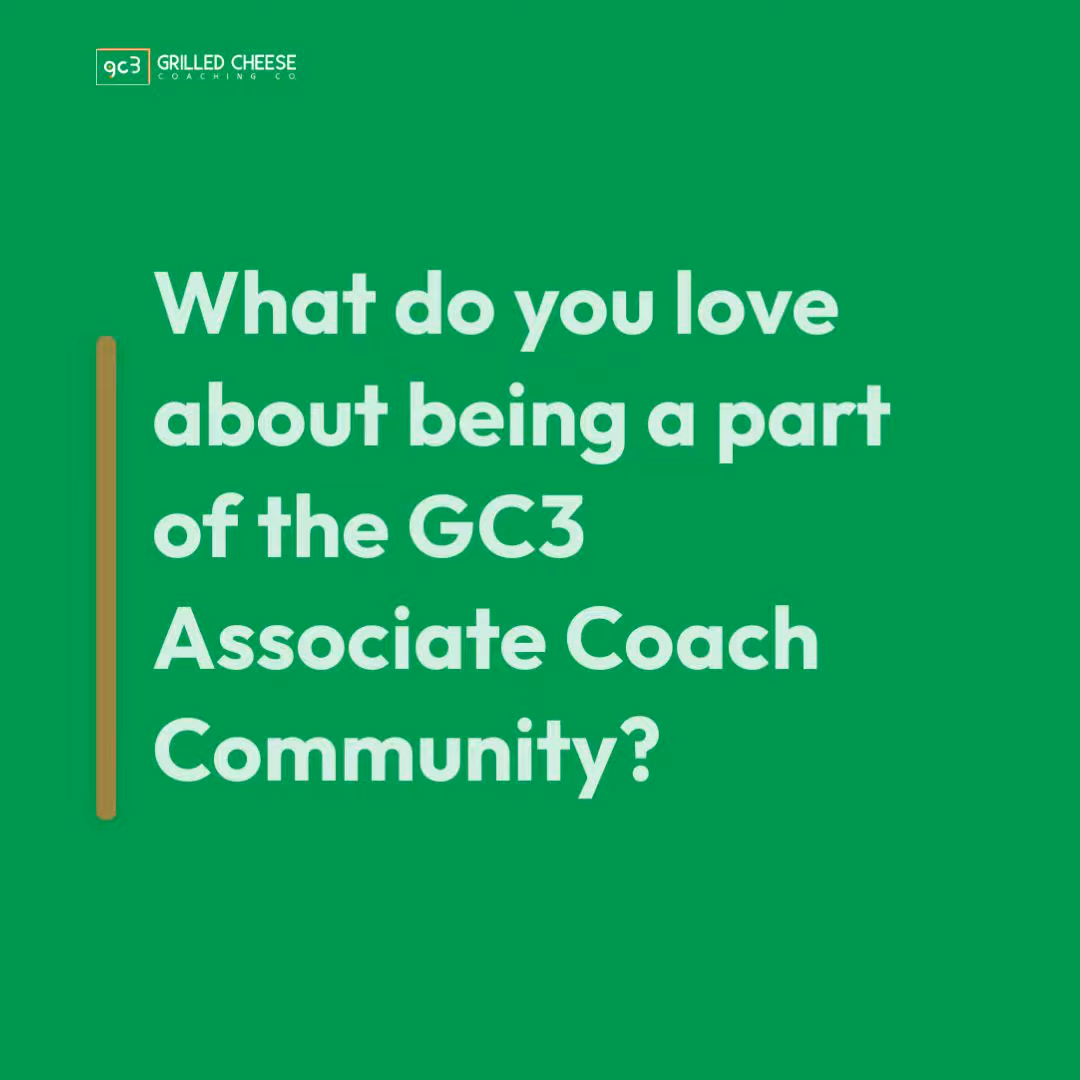 gc3 GRILLED CHEESE
COACHING CO.
What do you love
about being a part
of the GC3
Associate Coach
Community?